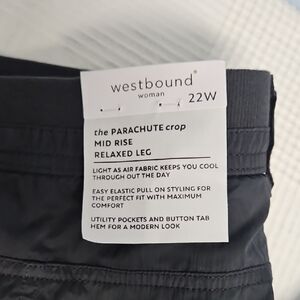 westbound
woman
22W
the PARACHUTE crop
MID RISE
RELAXED LEG
LIGHT AS AIR FABRIC KEEPS YOU COOL
THROUGH OUT THE DAY
EASY ELASTIC PULL ON STYLING FOR
THE PERFECT FIT WITH MAXIMUM
COMFORT
UTILITY POCKETS AND BUTTON TAB
HEM FOR A MODERN LOOK